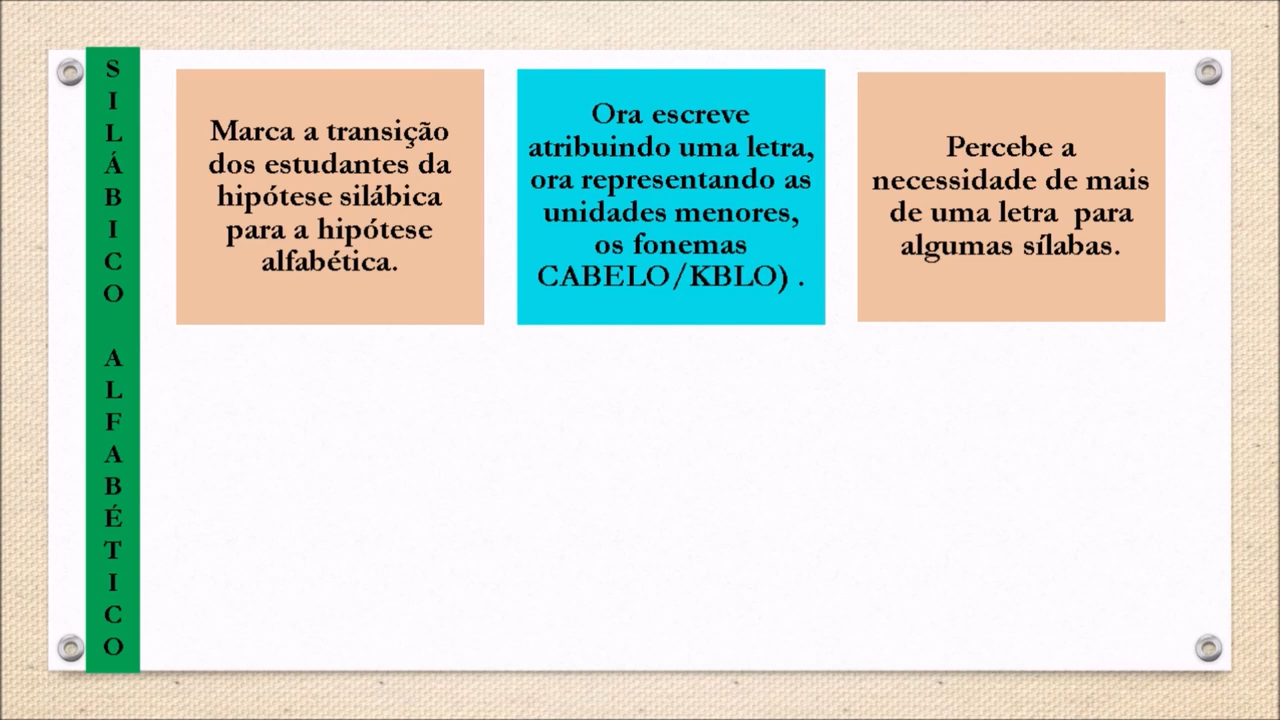 SILÁBICO ALFABÉTICO
Marca a transição
dos estudantes da
hipótese silábica
para a hipótese
alfabética.
Ora escreve
atribuindo uma letra,
ora representando as
unidades menores,
os fonemas
CABELO/KBLO) .
Percebe a
necessidade de mais
de uma letra  para
algumas sílabas.